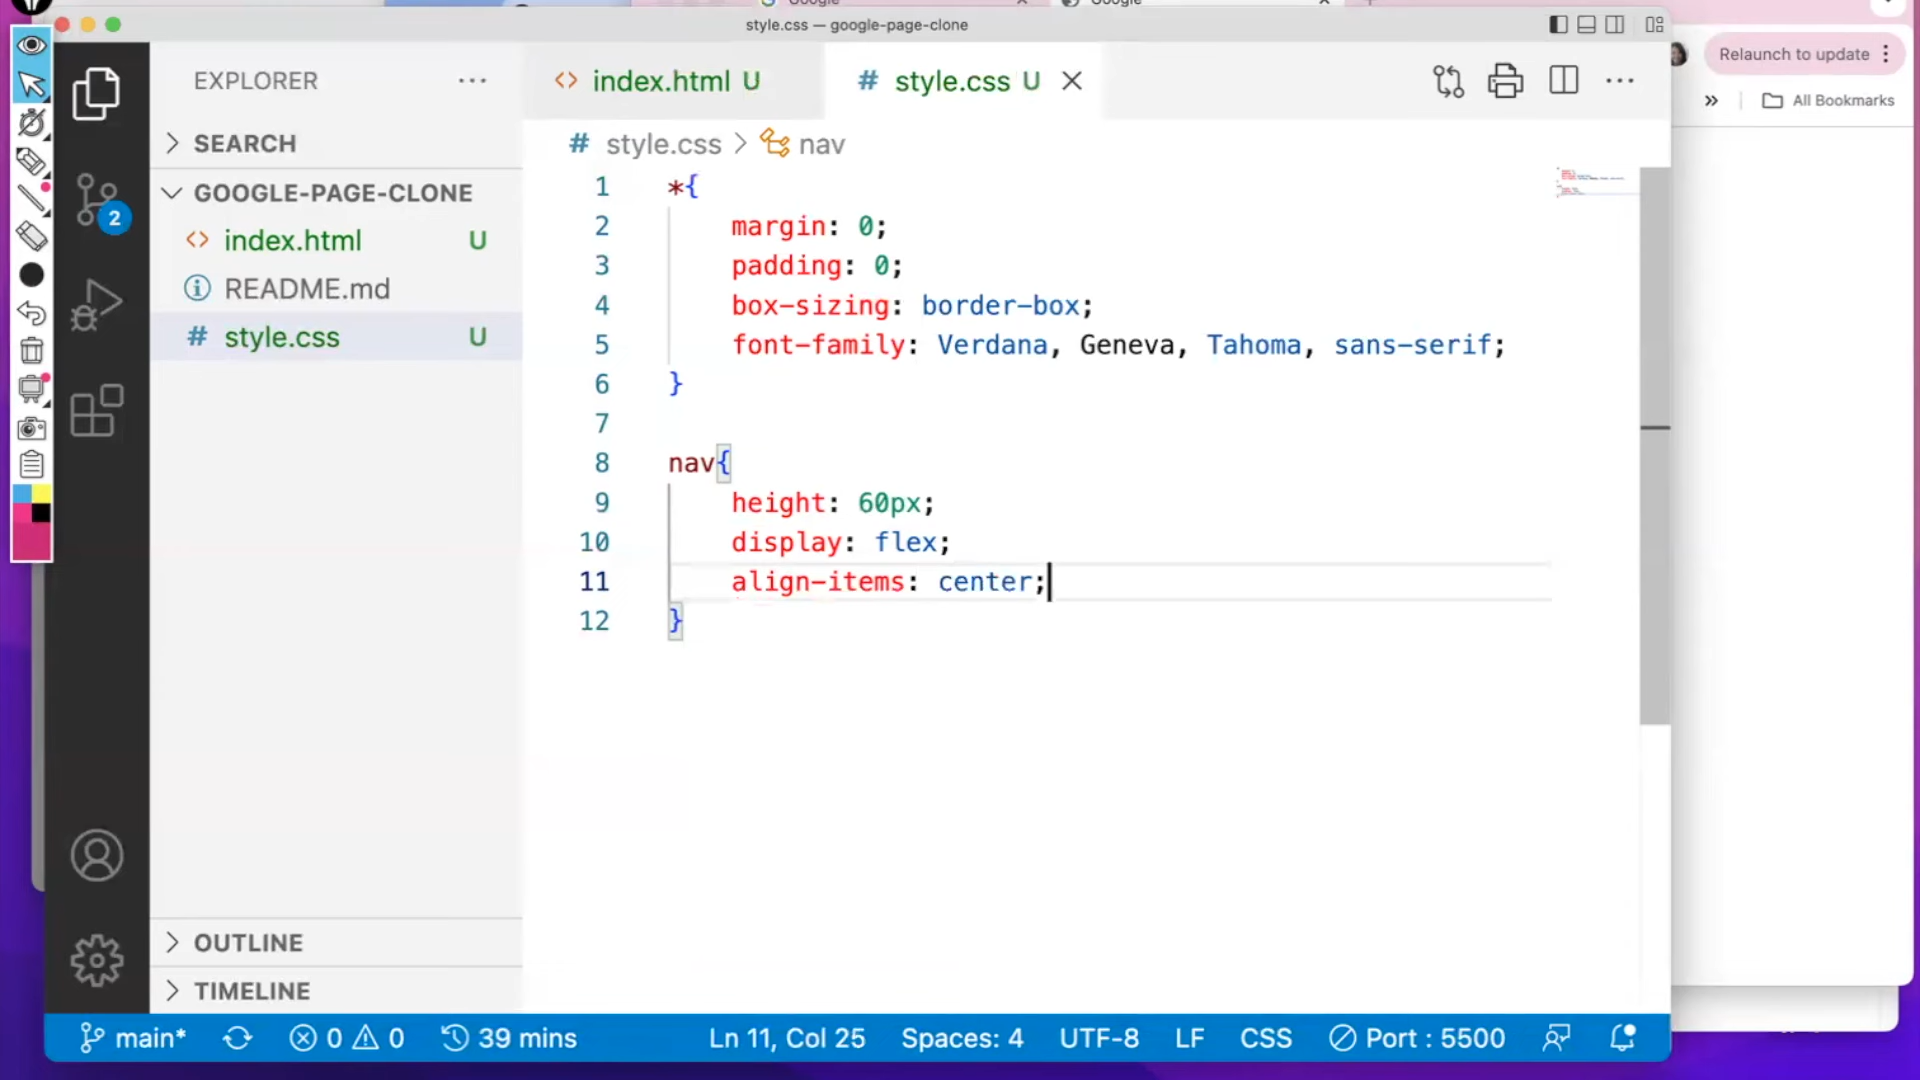 Google
Google
style.css — google-page-clone
Relaunch to update
All Bookmarks
EXPLORER
SEARCH
GOOGLE-PAGE-CLONE
index.html U
README.md
style.css U
OUTLINE
TIMELINE
index.html U
# style.css U
# style.css > nav
1 *{
2 margin: 0;
3 padding: 0;
4 box-sizing: border-box;
5 font-family: Verdana, Geneva, Tahoma, sans-serif;
6 }
7
8 nav{
9 height: 60px;
10 display: flex;
11 align-items: center;
12 }
2
main* 0 0 39 mins Ln 11, Col 25 Spaces: 4 UTF-8 LF CSS Port : 5500